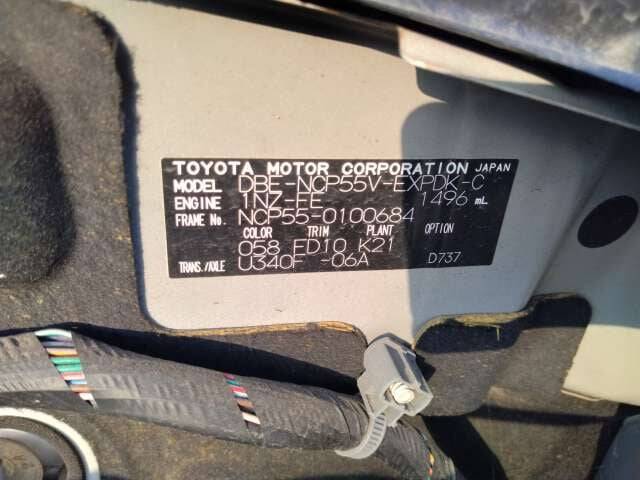 TOYOTA MOTOR CORPORATION JAPAN
MODEL DBE-NCP55V-EXPDK-C
ENGINE 1NZ-FE 1496 mL
FRAME No. NCP55-0100684
COLOR TRIM PLANT OPTION
058 FD10 K21
TRANS./AXLE U340F -06A D737